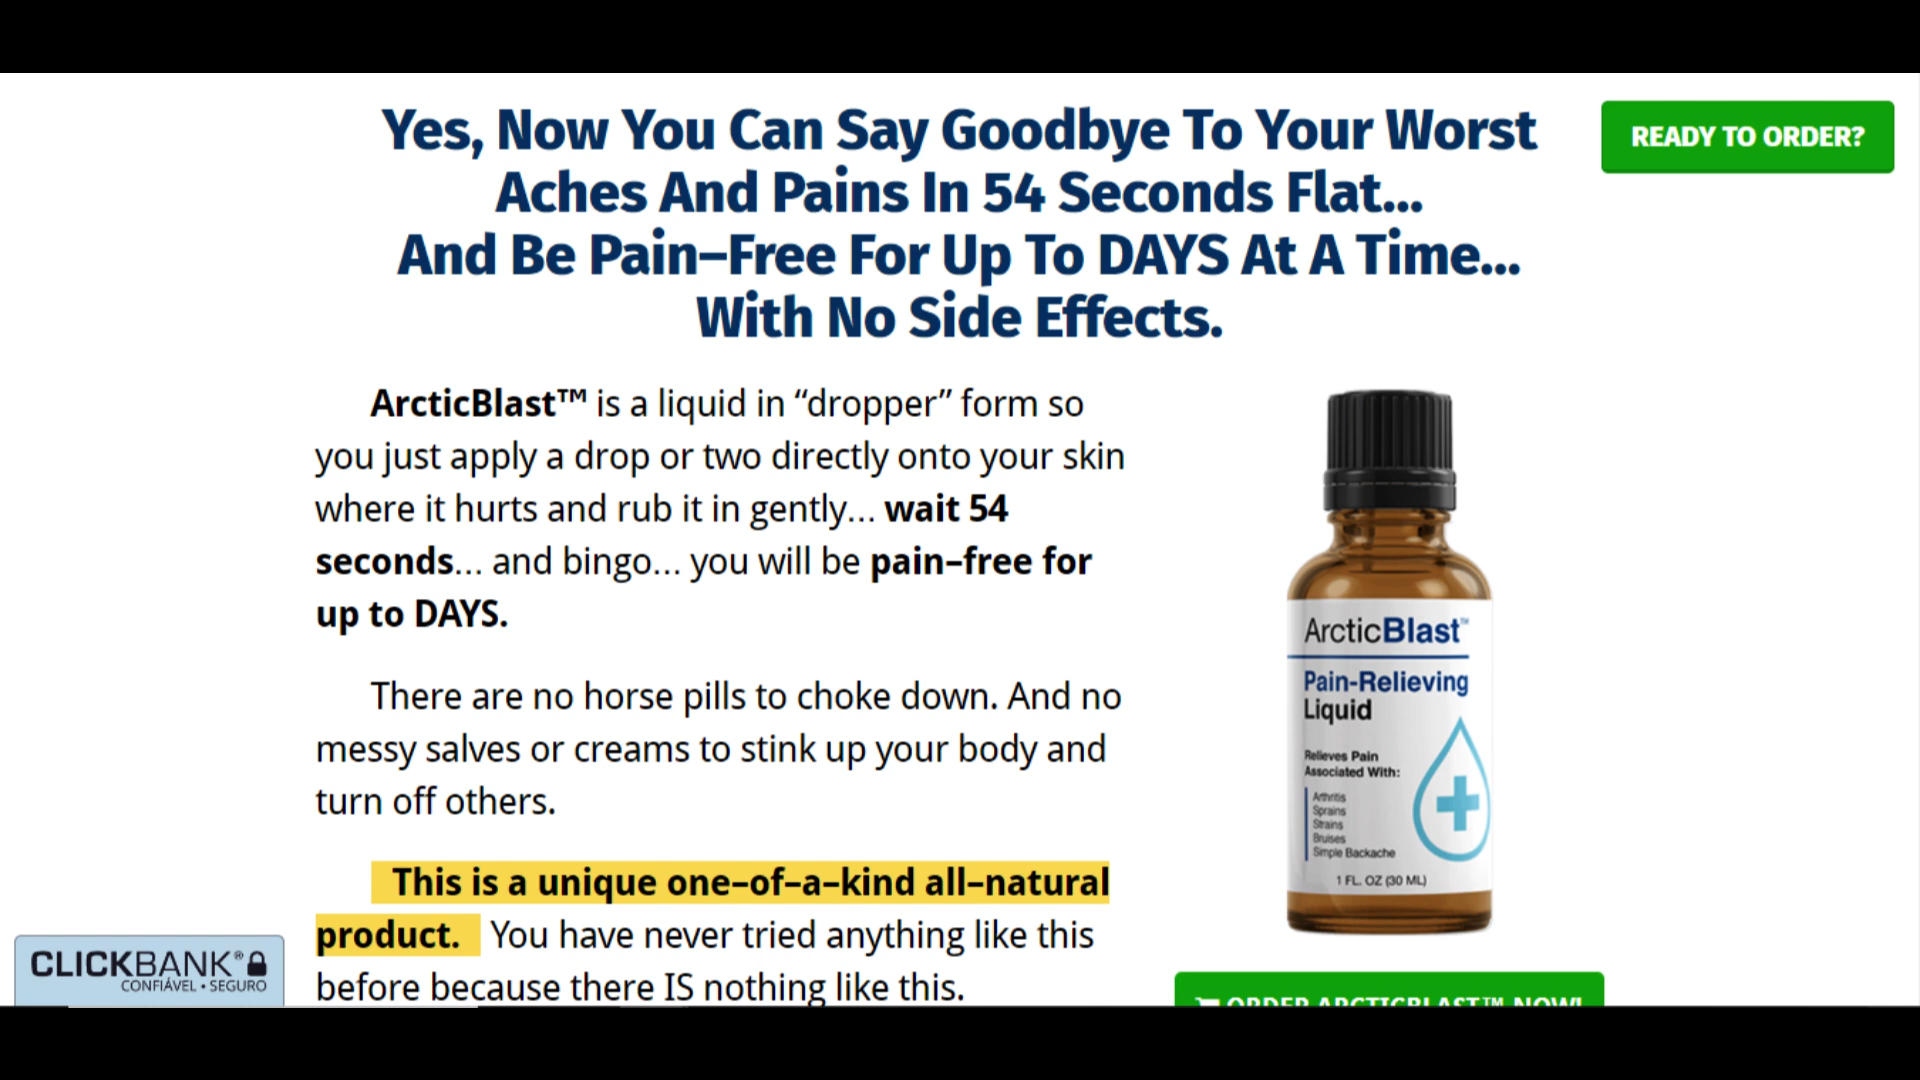 Yes, Now You Can Say Goodbye To Your Worst
Aches And Pains In 54 Seconds Flat...
And Be Pain–Free For Up To DAYS At A Time...
With No Side Effects.
READY TO ORDER?
ArcticBlast™ is a liquid in “dropper” form so
you just apply a drop or two directly onto your skin
where it hurts and rub it in gently... wait 54
seconds... and bingo... you will be pain–free for
up to DAYS.
There are no horse pills to choke down. And no
messy salves or creams to stink up your body and
turn off others.
This is a unique one–of–a–kind all–natural
product. You have never tried anything like this
before because there IS nothing like this.
ArcticBlast™
Pain-Relieving
Liquid
Relieves Pain
Associated With:
Arthritis
Sprains
Strains
Bruises
Simple Backache
1 FL. OZ (30 ML)
ORDER ARCTICBLAST™ NOW!
CLICKBANK®
CONFIÁVEL • SEGURO